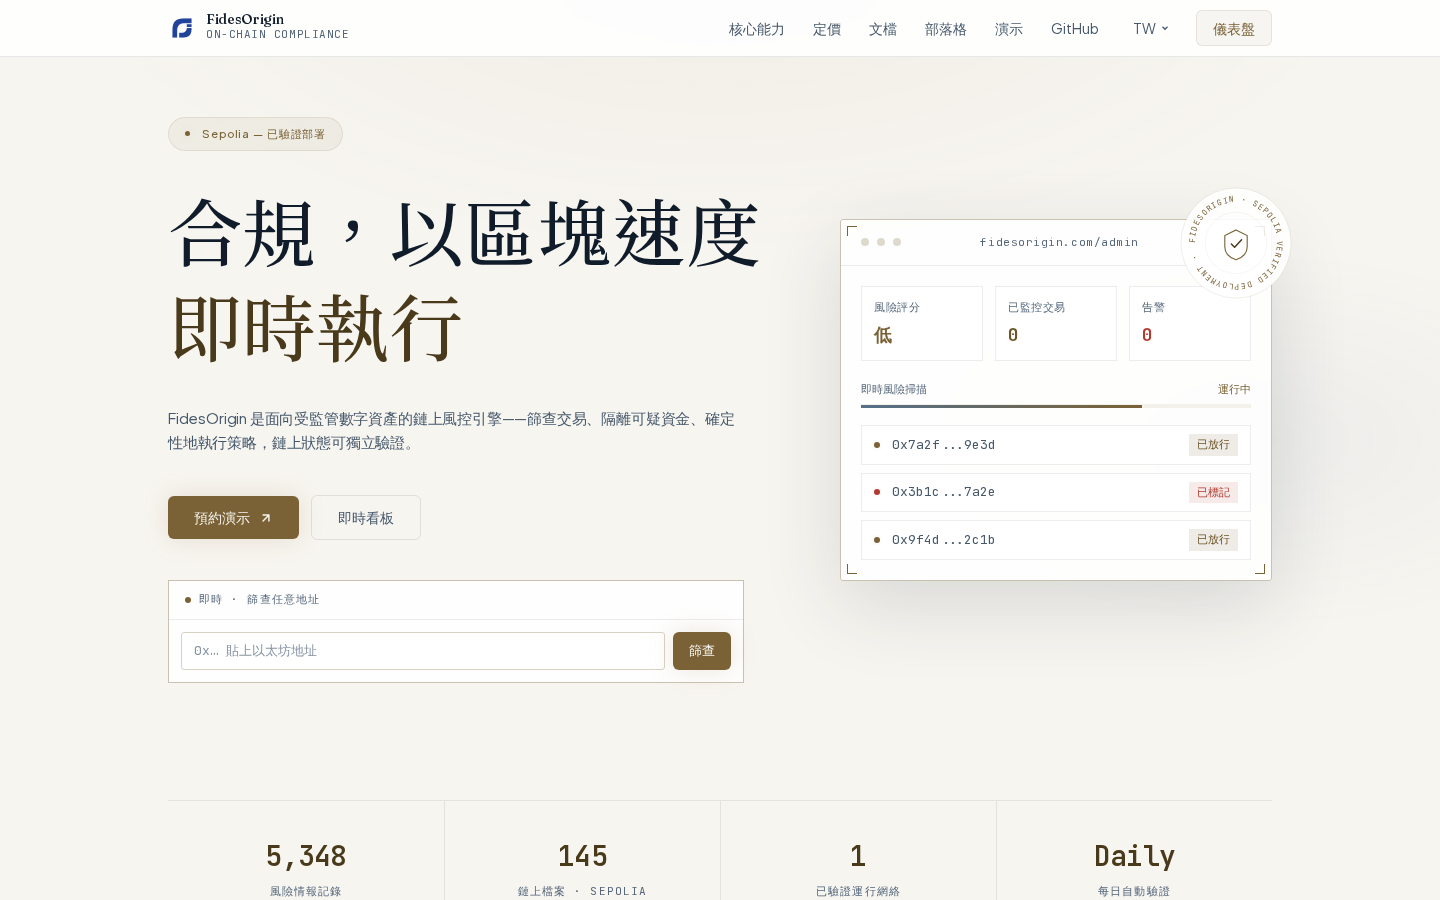 FidesOrigin
ON-CHAIN COMPLIANCE
核心能力
定價
文檔
部落格
演示
GitHub
TW
儀表盤
Sepolia — 已驗證部署
合規，以區塊速度
即時執行
FidesOrigin 是面向受監管數字資產的鏈上風控引擎——篩查交易、隔離可疑資金、確定
性地執行策略，鏈上狀態可獨立驗證。
預約演示
即時看板
即時 · 篩查任意地址
0x… 貼上以太坊地址
篩查
fidesorigin.com/admin
FIDESORIGIN · SEPOLIA VERIFIED DEPLOYMENT ·
風險評分
低
已監控交易
0
告警
0
即時風險掃描
運行中
0x7a2f...9e3d
已放行
0x3b1c...7a2e
已標記
0x9f4d...2c1b
已放行
5,348
風險情報記錄
145
鏈上檔案 · SEPOLIA
1
已驗證運行網絡
Daily
每日自動驗證